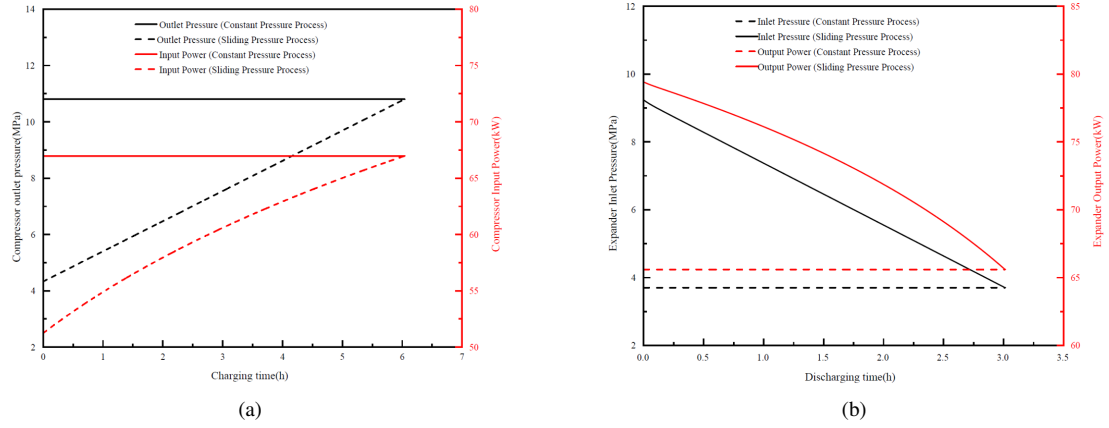 Outlet Pressure (Constant Pressure Process)
Outlet Pressure (Sliding Pressure Process)
Input Power (Constant Pressure Process)
Input Power (Sliding Pressure Process)
Compressor outlet pressure(MPa)
14
12
10
8
6
4
2
0
1
2
3
4
5
6
7
Charging time(h)
80
75
70
65
60
55
50
Compressor Input Power(kW)
(a)
Inlet Pressure (Constant Pressure Process)
Inlet Pressure (Sliding Pressure Process)
Output Power (Constant Pressure Process)
Output Power (Sliding Pressure Process)
Expander Inlet Pressure(MPa)
12
10
8
6
4
2
0.0
0.5
1.0
1.5
2.0
2.5
3.0
3.5
Discharging time(h)
85
80
75
70
65
60
Expander Output Power(kW)
(b)